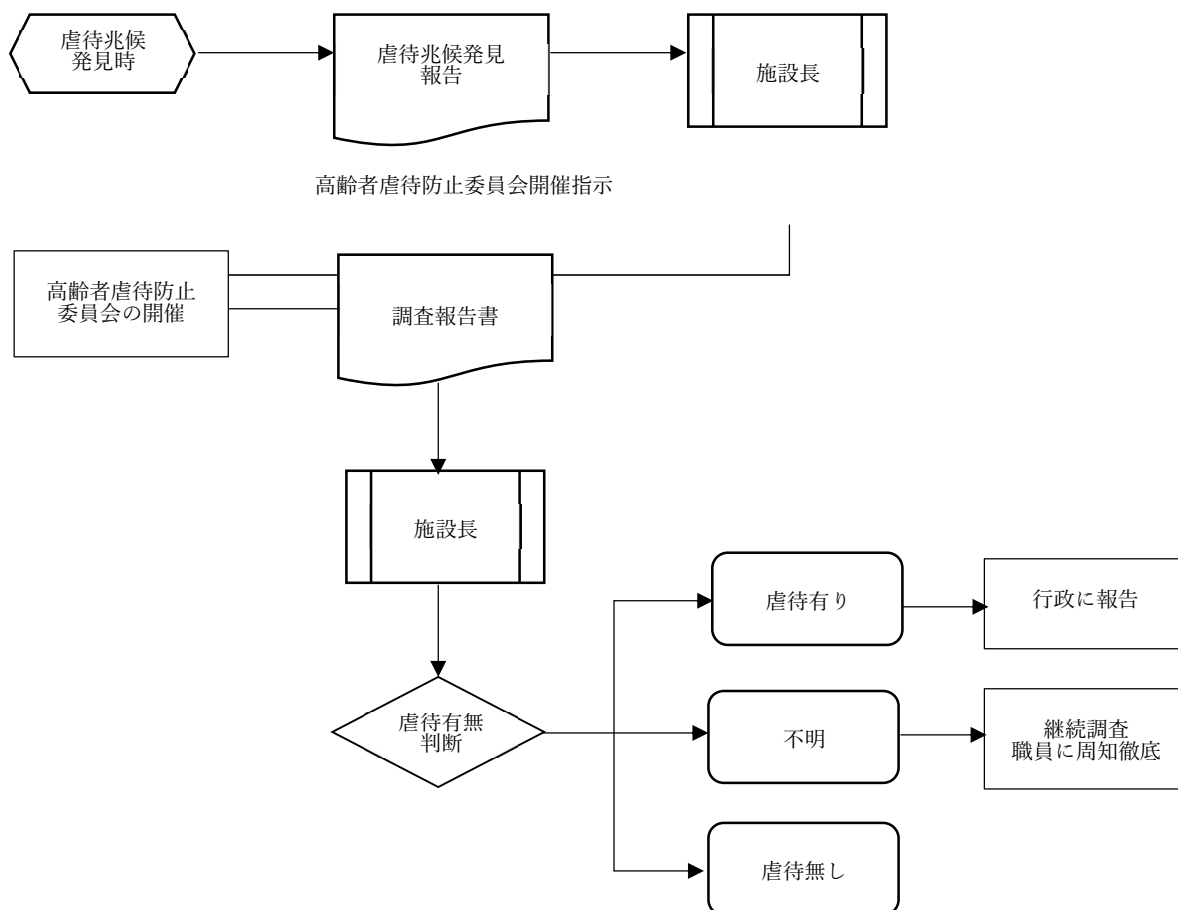 虐待兆候
発見時
虐待兆候発見
報告
施設長
高齢者虐待防止委員会開催指示
高齢者虐待防止
委員会の開催
調査報告書
施設長
虐待有り
行政に報告
虐待有無
判断
不明
継続調査
職員に周知徹底
虐待無し